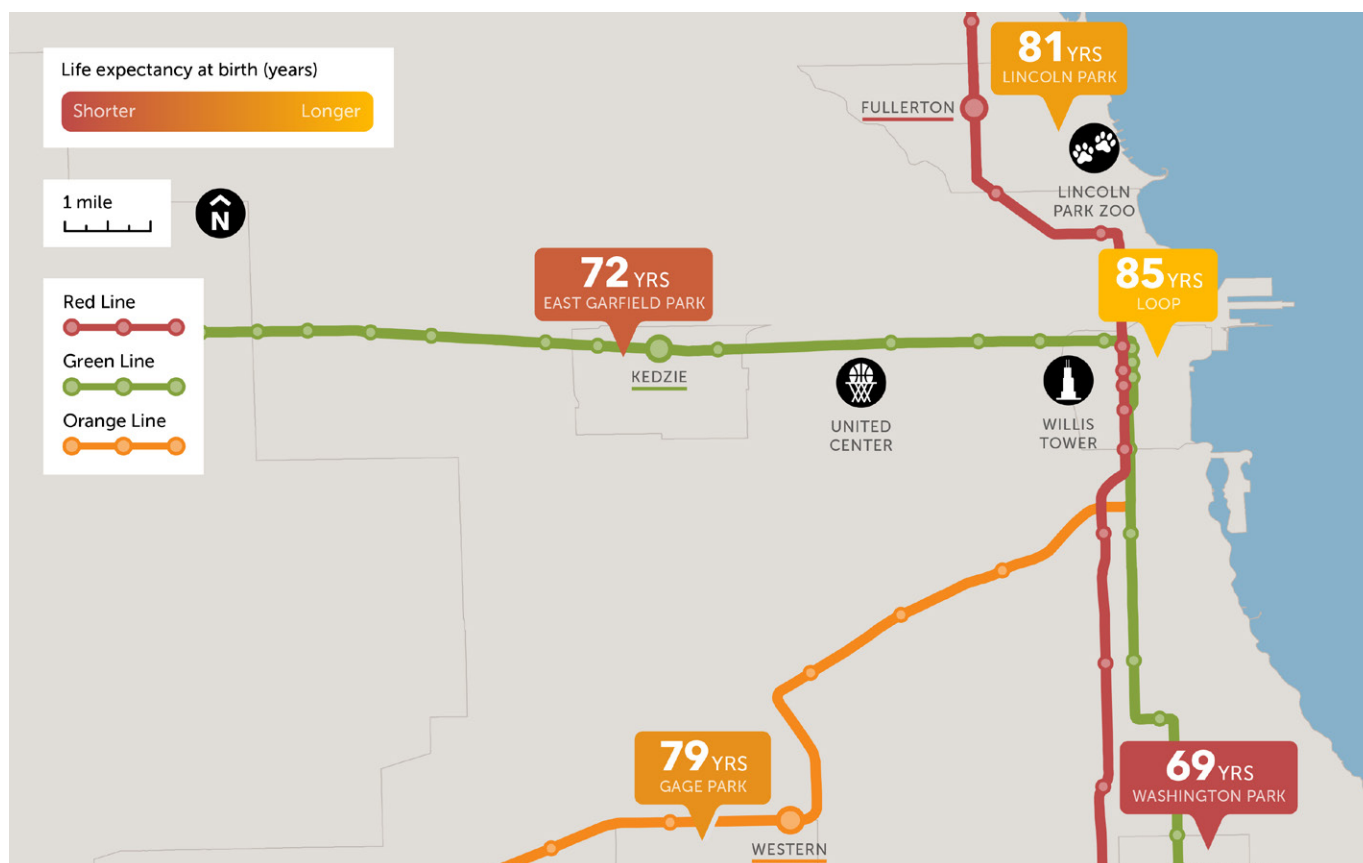 Life expectancy at birth (years)
Shorter
Longer
1 mile
N
Red Line
Green Line
Orange Line
81 YRS
LINCOLN PARK
FULLERTON
LINCOLN
PARK ZOO
72 YRS
EAST GARFIELD PARK
85 YRS
LOOP
KEDZIE
UNITED
CENTER
WILLIS
TOWER
79 YRS
GAGE PARK
69 YRS
WASHINGTON PARK
WESTERN